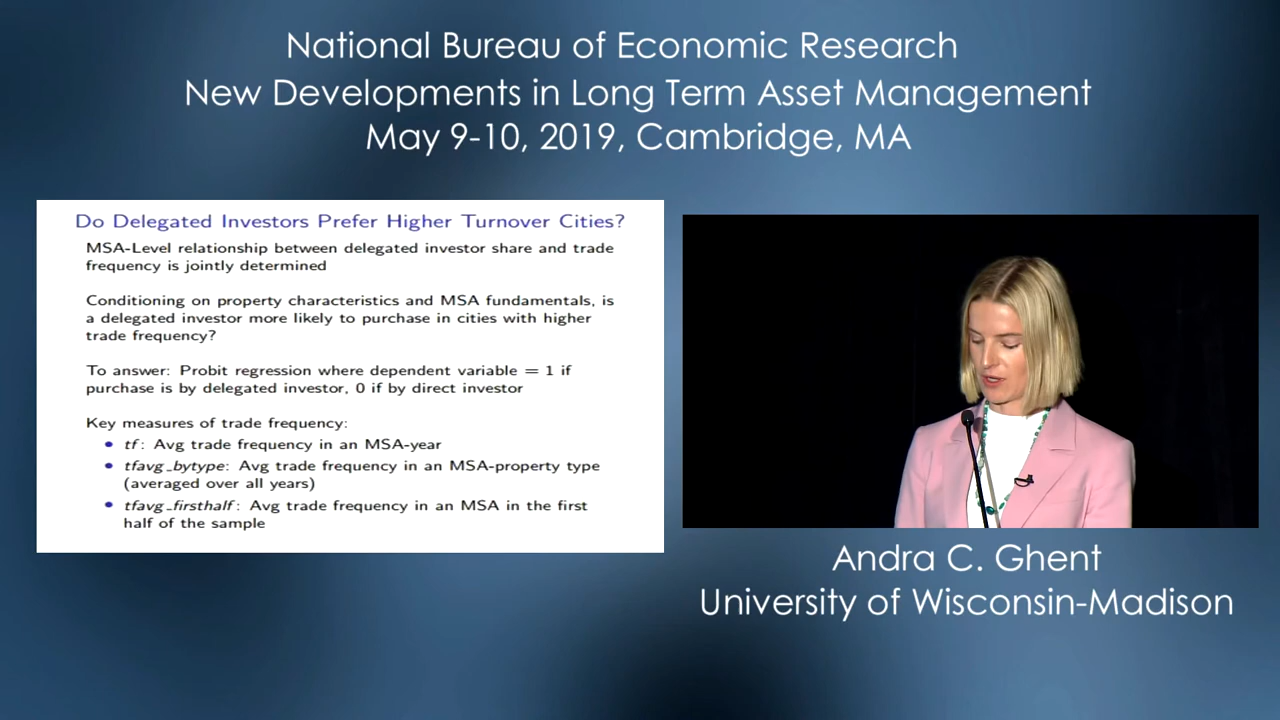 National Bureau of Economic Research
New Developments in Long Term Asset Management
May 9-10, 2019, Cambridge, MA
Do Delegated Investors Prefer Higher Turnover Cities?
MSA-Level relationship between delegated investor share and trade
frequency is jointly determined
Conditioning on property characteristics and MSA fundamentals, is
a delegated investor more likely to purchase in cities with higher
trade frequency?
To answer: Probit regression where dependent variable = 1 if
purchase is by delegated investor, 0 if by direct investor
Key measures of trade frequency:
• tf: Avg trade frequency in an MSA-year
• tfavg_bytype: Avg trade frequency in an MSA-property type
(averaged over all years)
• tfavg_firsthalf: Avg trade frequency in an MSA in the first
half of the sample
Andra C. Ghent
University of Wisconsin-Madison